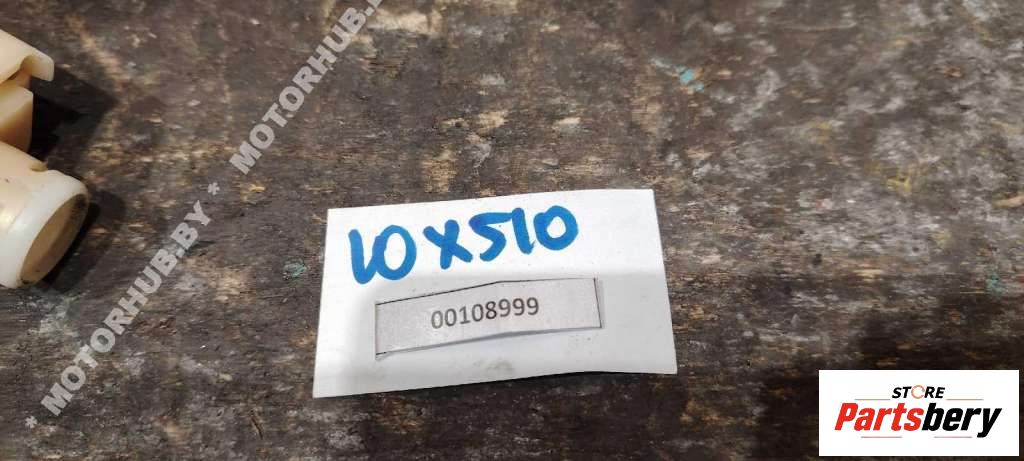 * MOTORHUB.BY * MOTORHUB.BY
10X510
00108999
STORE
Partsbery